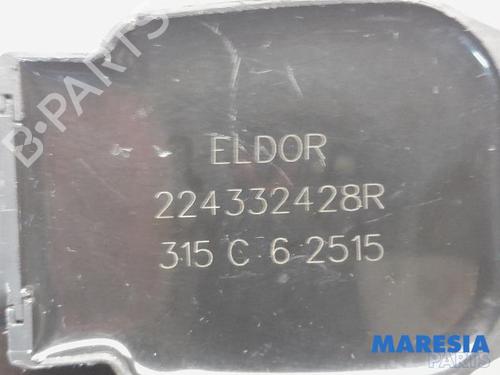 B-PARTS
ELDOR
224332428R
315 C 6 2515
MARESIA
PARTS